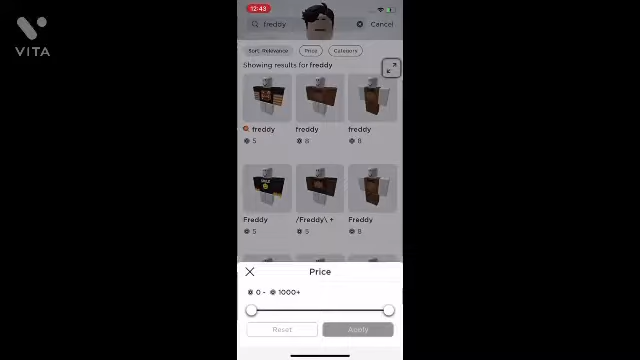 12:43
freddy
Cancel
VITA
Sort: Relevance
Price
Category
Showing results for freddy
freddy
freddy
freddy
5
8
8
Freddy
/Freddy\ +
Freddy
5
5
8
Price
0 - 1000+
Reset
Apply